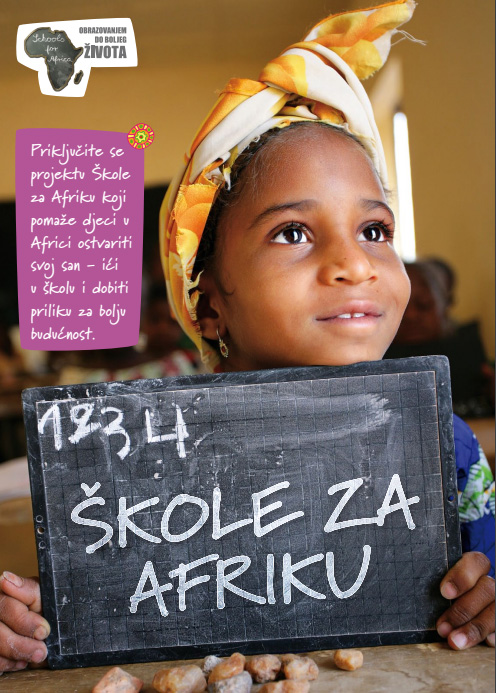 Schools
for
Africa
OBRAZOVANJEM
DO BOLJEG
ŽIVOTA
Priključite se
projektu Škole
za Afriku koji
pomaže djeci u
Africi ostvariti
svoj san – ići
u školu i dobiti
priliku za bolju
budućnost.
1234
ŠKOLE ZA
AFRIKU